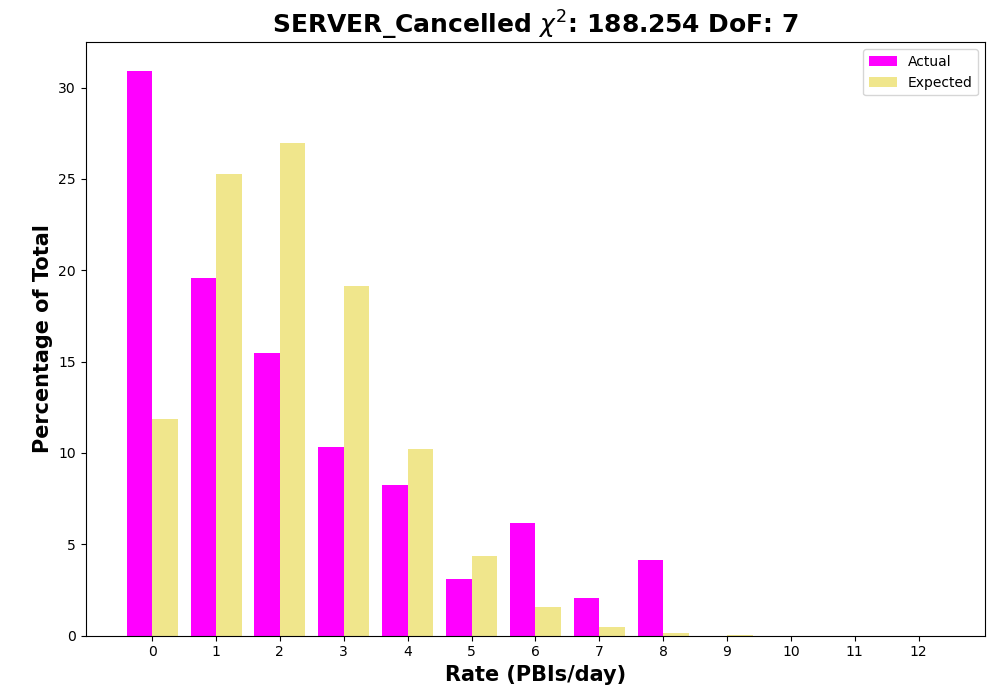 SERVER_Cancelled χ²: 188.254 DoF: 7
Actual
Expected
Percentage of Total
30
25
20
15
10
5
0
0 1 2 3 4 5 6 7 8 9 10 11 12
Rate (PBIs/day)